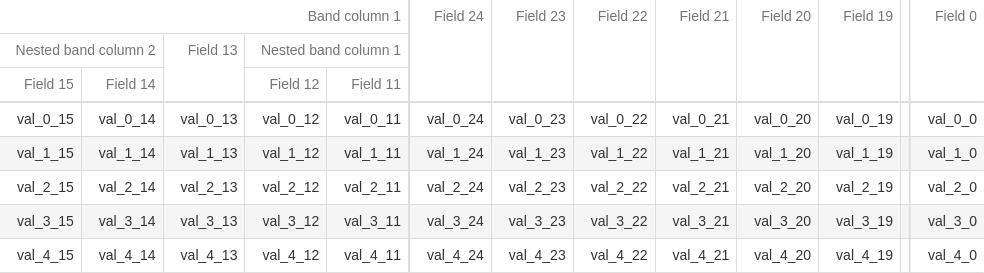 Band column 1 Field 24 Field 23 Field 22 Field 21 Field 20 Field 19 Field 0
Nested band column 2 Field 13 Nested band column 1
Field 15 Field 14 Field 12 Field 11
val_0_15 val_0_14 val_0_13 val_0_12 val_0_11 val_0_24 val_0_23 val_0_22 val_0_21 val_0_20 val_0_19 val_0_0
val_1_15 val_1_14 val_1_13 val_1_12 val_1_11 val_1_24 val_1_23 val_1_22 val_1_21 val_1_20 val_1_19 val_1_0
val_2_15 val_2_14 val_2_13 val_2_12 val_2_11 val_2_24 val_2_23 val_2_22 val_2_21 val_2_20 val_2_19 val_2_0
val_3_15 val_3_14 val_3_13 val_3_12 val_3_11 val_3_24 val_3_23 val_3_22 val_3_21 val_3_20 val_3_19 val_3_0
val_4_15 val_4_14 val_4_13 val_4_12 val_4_11 val_4_24 val_4_23 val_4_22 val_4_21 val_4_20 val_4_19 val_4_0